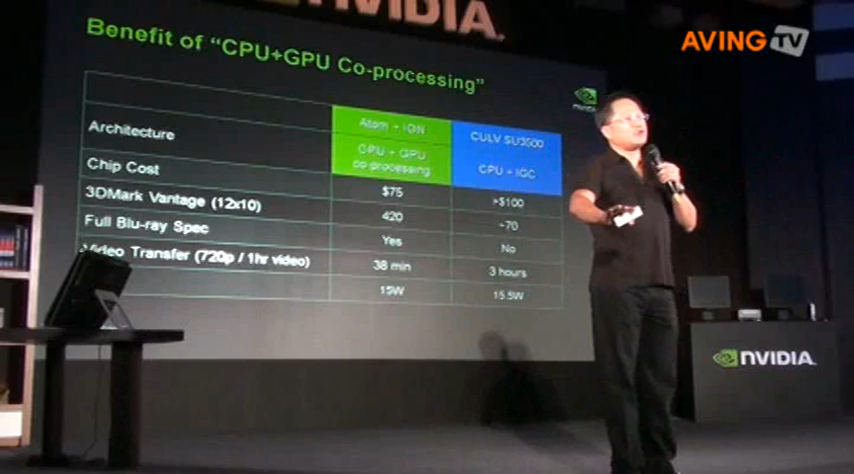 NVIDIA.
AVING TV
Benefit of “CPU+GPU Co-processing”
Atom + ION CULV SU3500
Architecture CPU + GPU co-processing CPU + IGC
Chip Cost $75 >$100
3DMark Vantage (12x10) 420 ~70
Full Blu-ray Spec Yes No
Video Transfer (720p / 1hr video) 38 min 3 hours
15W 15.5W
NVIDIA.